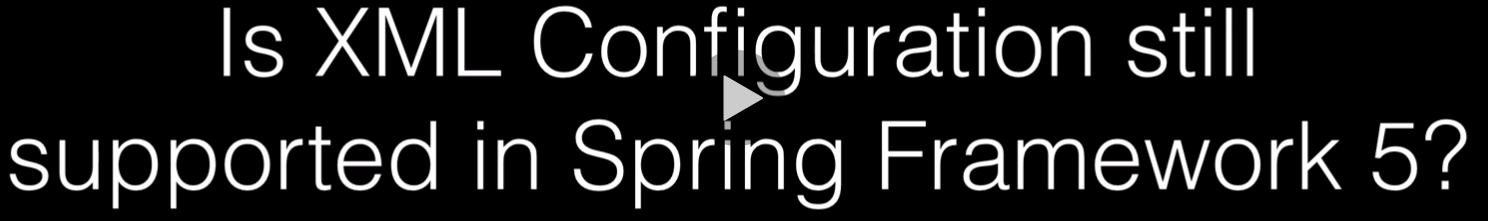 Is XML Configuration still
supported in Spring Framework 5?